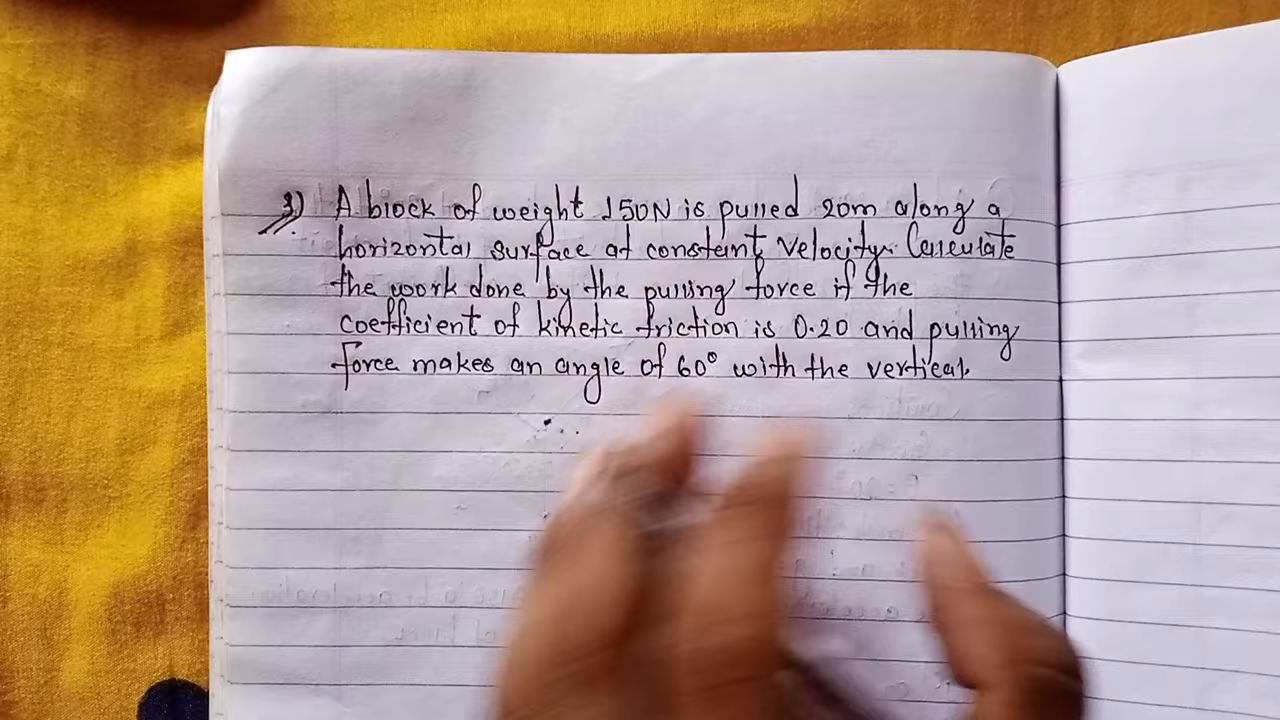 3) A block of weight 150N is pulled 20m along a
horizontal surface at constant velocity. Calculate
the work done by the pulling force if the
coefficient of kinetic friction is 0.20 and pulling
force makes an angle of 60° with the vertical.